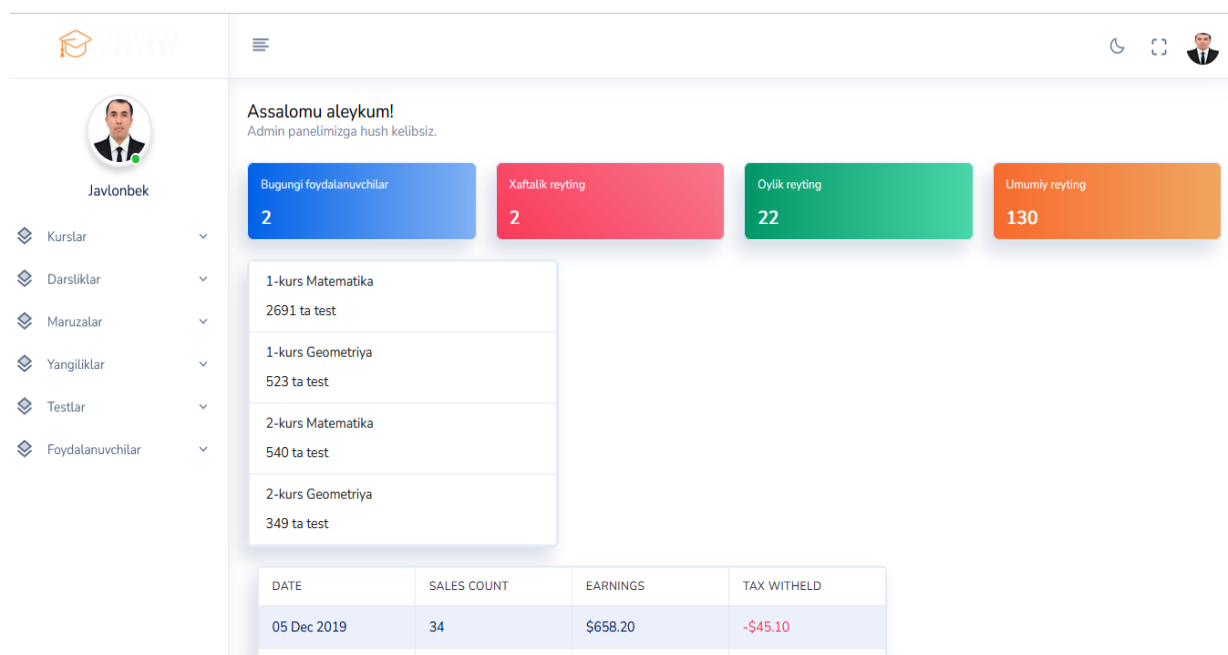 Assalomu aleykum!
Admin panelimizga hush kelibsiz.
Javlonbek
Kurslar
Darsliklar
Maruzalar
Yangiliklar
Testlar
Foydalanuvchilar
Bugungi foydalanuvchilar
2
Xaftalik reyting
2
Oylik reyting
22
Umumiy reyting
130
1-kurs Matematika
2691 ta test
1-kurs Geometriya
523 ta test
2-kurs Matematika
540 ta test
2-kurs Geometriya
349 ta test
DATE SALES COUNT EARNINGS TAX WITHELD
05 Dec 2019 34 $658.20 -$45.10